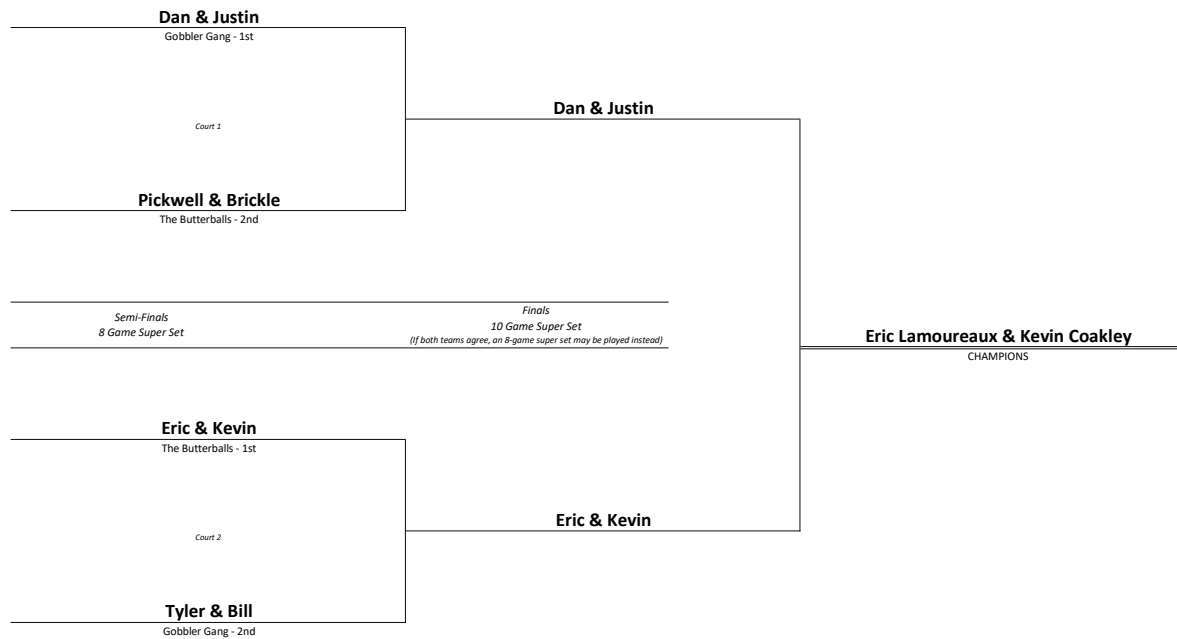 Dan & Justin
Gobbler Gang - 1st
Court 1
Dan & Justin
Pickwell & Brickle
The Butterballs - 2nd
Semi-Finals
8 Game Super Set
Finals
10 Game Super Set
(If both teams agree, an 8-game super set may be played instead)
Eric Lamoureaux & Kevin Coakley
CHAMPIONS
Eric & Kevin
The Butterballs - 1st
Court 2
Eric & Kevin
Tyler & Bill
Gobbler Gang - 2nd